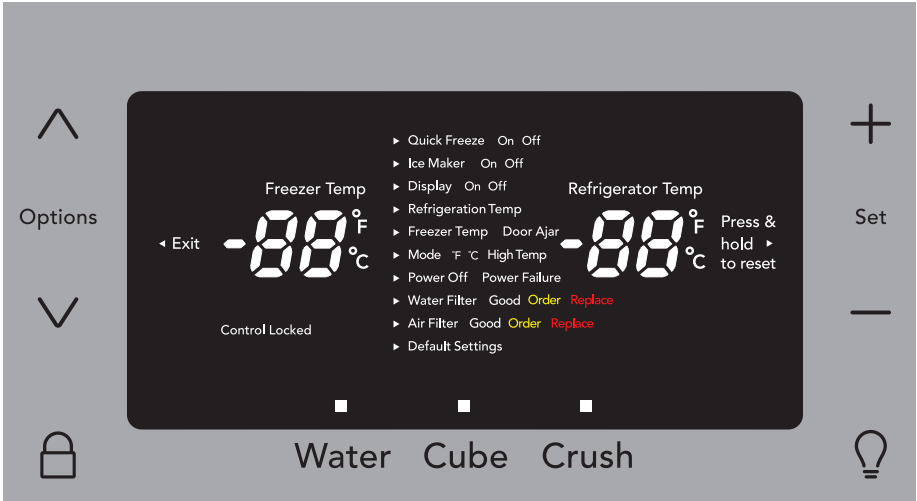 Quick Freeze On Off
Ice Maker On Off
Freezer Temp
Display On Off
Refrigerator Temp
Options
Refrigeration Temp
Set
Exit
-88 °F °C
Freezer Temp Door Ajar
-88 °F °C
Press &
hold
to reset
Mode °F °C High Temp
Power Off Power Failure
Water Filter Good Order Replace
Control Locked
Air Filter Good Order Replace
Default Settings
Water Cube Crush